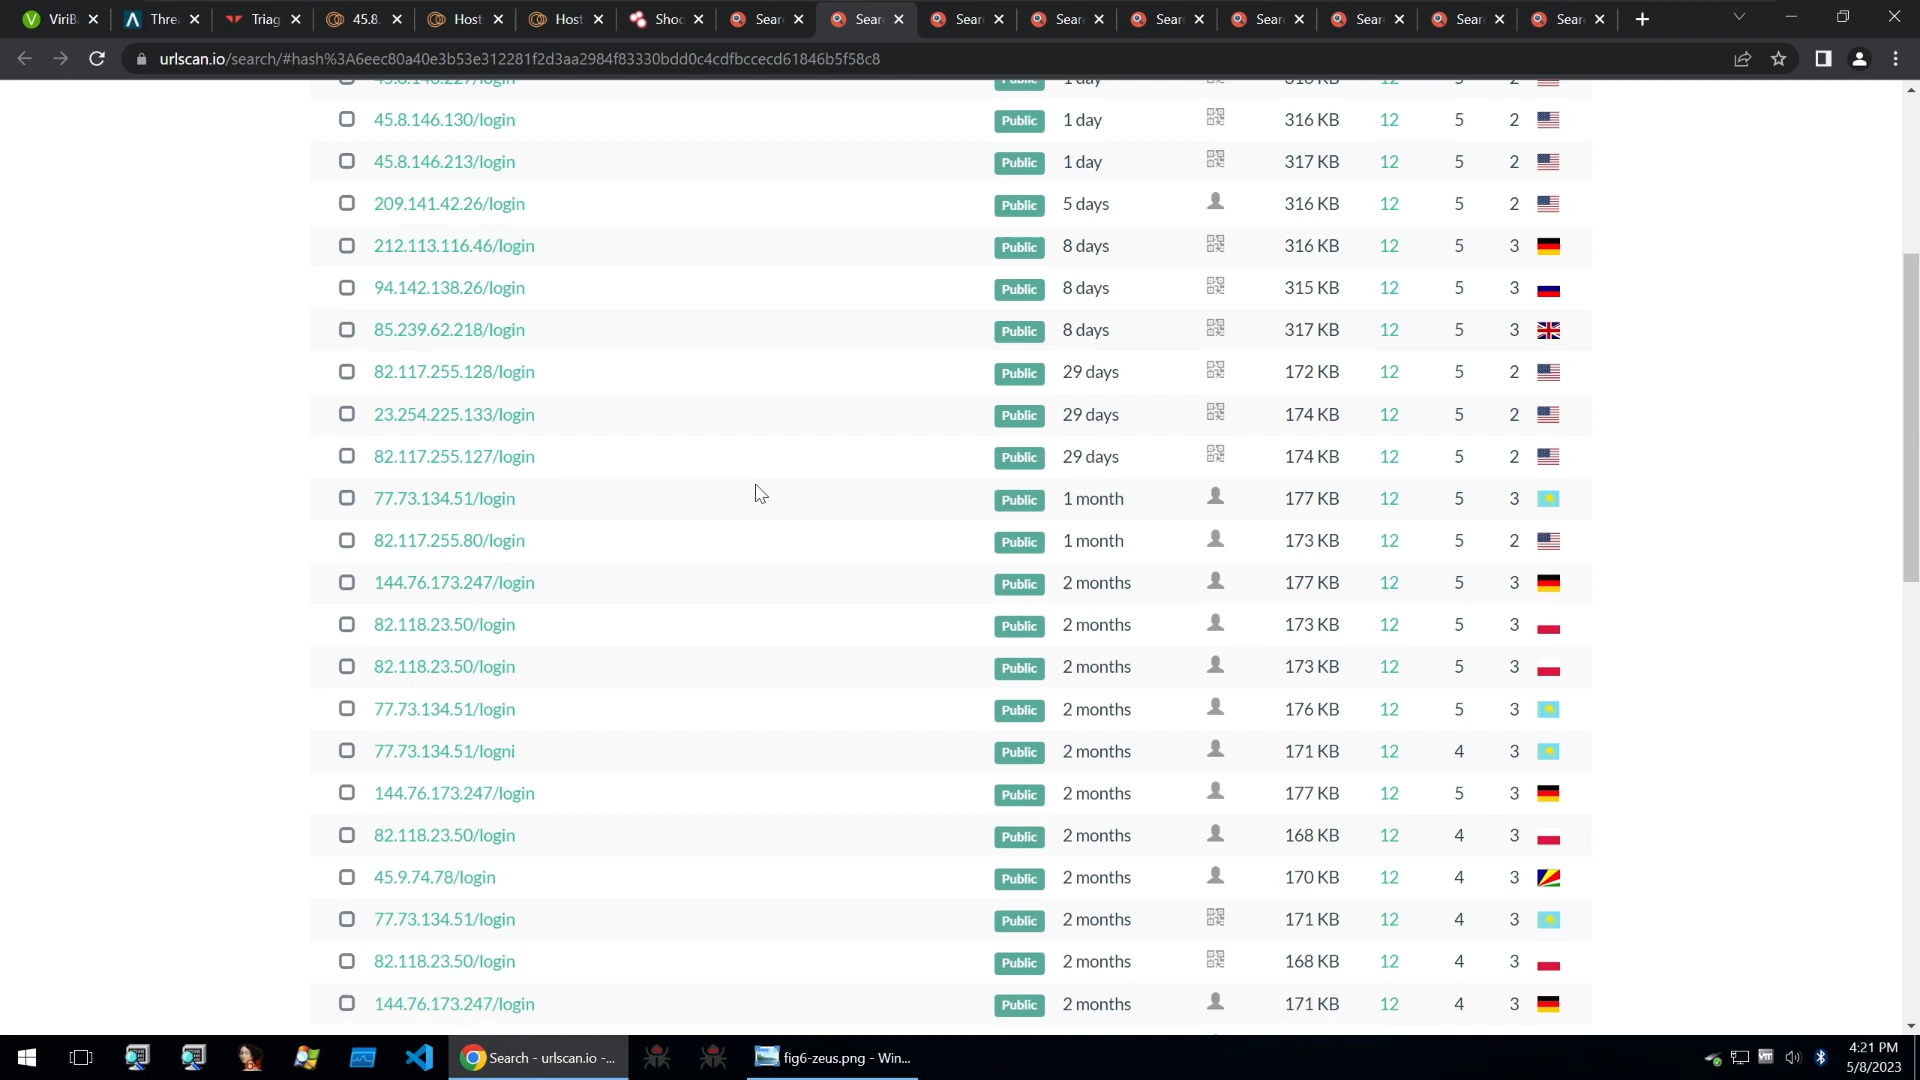 ViriB
Threa
Triag
45.8.
Host
Host
Shod
Sear
Sear
Sear
Sear
Sear
Sear
Sear
Sear
Sear
urlscan.io/search/#hash%3A6eec80a40e3b53e312281f2d3aa2984f83330bdd0c4cdfbccecd61846b5f58c8
45.8.146.227/login Public 1 day 316 KB 12 5 2
45.8.146.130/login Public 1 day 316 KB 12 5 2
45.8.146.213/login Public 1 day 317 KB 12 5 2
209.141.42.26/login Public 5 days 316 KB 12 5 2
212.113.116.46/login Public 8 days 316 KB 12 5 3
94.142.138.26/login Public 8 days 315 KB 12 5 3
85.239.62.218/login Public 8 days 317 KB 12 5 3
82.117.255.128/login Public 29 days 172 KB 12 5 2
23.254.225.133/login Public 29 days 174 KB 12 5 2
82.117.255.127/login Public 29 days 174 KB 12 5 2
77.73.134.51/login Public 1 month 177 KB 12 5 3
82.117.255.80/login Public 1 month 173 KB 12 5 2
144.76.173.247/login Public 2 months 177 KB 12 5 3
82.118.23.50/login Public 2 months 173 KB 12 5 3
82.118.23.50/login Public 2 months 173 KB 12 5 3
77.73.134.51/login Public 2 months 176 KB 12 5 3
77.73.134.51/logni Public 2 months 171 KB 12 4 3
144.76.173.247/login Public 2 months 177 KB 12 5 3
82.118.23.50/login Public 2 months 168 KB 12 4 3
45.9.74.78/login Public 2 months 170 KB 12 4 3
77.73.134.51/login Public 2 months 171 KB 12 4 3
82.118.23.50/login Public 2 months 168 KB 12 4 3
144.76.173.247/login Public 2 months 171 KB 12 4 3
Search - urlscan.io -...
fig6-zeus.png - Win...
4:21 PM
5/8/2023